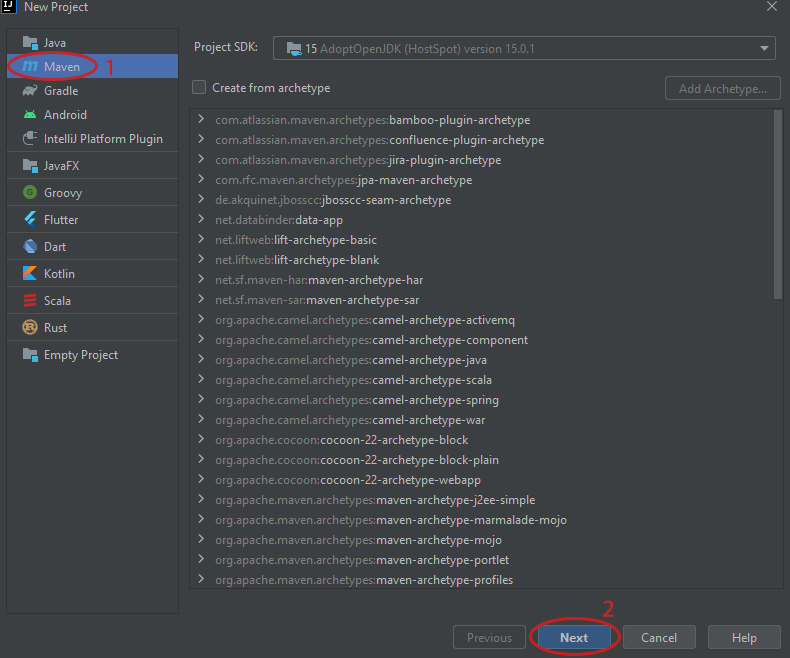 IJ New Project
Java
Maven 1
Gradle
Android
IntelliJ Platform Plugin
JavaFX
Groovy
Flutter
Dart
Kotlin
Scala
Rust
Empty Project
Project SDK: 15 AdoptOpenJDK (HostSpot) version 15.0.1
Create from archetype Add Archetype...
com.atlassian.maven.archetypes:bamboo-plugin-archetype
com.atlassian.maven.archetypes:confluence-plugin-archetype
com.atlassian.maven.archetypes:jira-plugin-archetype
com.rfc.maven.archetypes:jpa-maven-archetype
de.akquinet.jbosscc:jbosscc-seam-archetype
net.databinder:data-app
net.liftweb:lift-archetype-basic
net.liftweb:lift-archetype-blank
net.sf.maven-har:maven-archetype-har
net.sf.maven-sar:maven-archetype-sar
org.apache.camel.archetypes:camel-archetype-activemq
org.apache.camel.archetypes:camel-archetype-component
org.apache.camel.archetypes:camel-archetype-java
org.apache.camel.archetypes:camel-archetype-scala
org.apache.camel.archetypes:camel-archetype-spring
org.apache.camel.archetypes:camel-archetype-war
org.apache.cocoon:cocoon-22-archetype-block
org.apache.cocoon:cocoon-22-archetype-block-plain
org.apache.cocoon:cocoon-22-archetype-webapp
org.apache.maven.archetypes:maven-archetype-j2ee-simple
org.apache.maven.archetypes:maven-archetype-marmalade-mojo
org.apache.maven.archetypes:maven-archetype-mojo
org.apache.maven.archetypes:maven-archetype-portlet
org.apache.maven.archetypes:maven-archetype-profiles
2
Previous Next Cancel Help